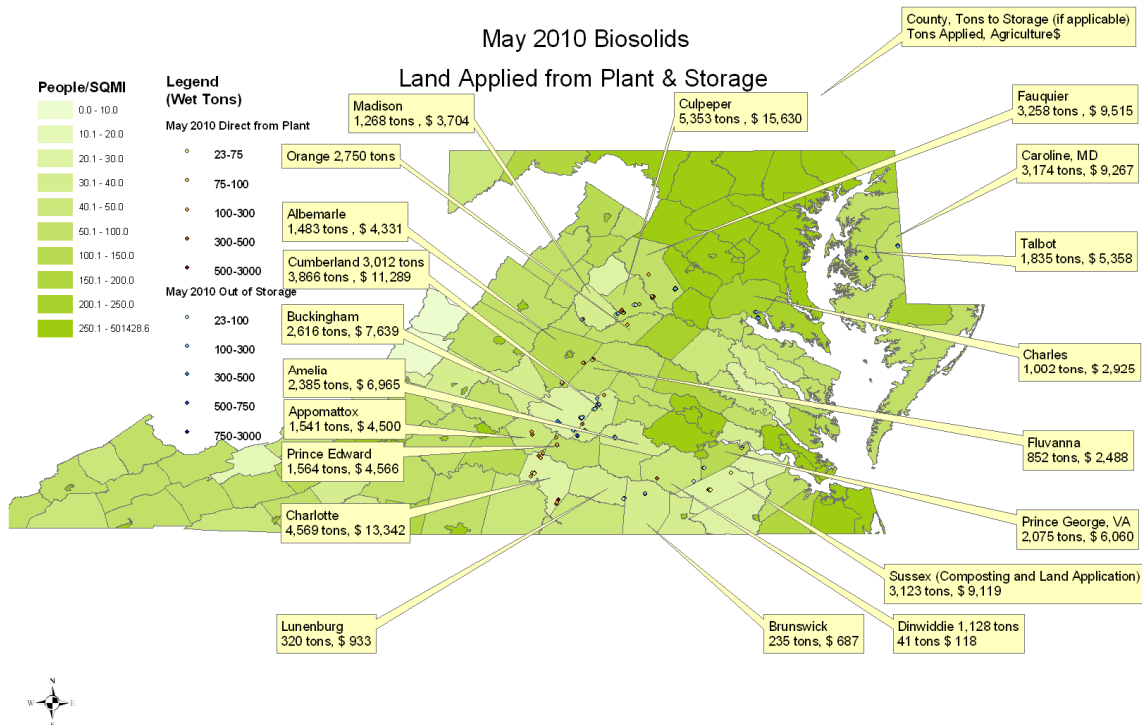 May 2010 Biosolids
Land Applied from Plant & Storage
County, Tons to Storage (if applicable)
Tons Applied, Agriculture$
People/SQMI
0.0 - 10.0
10.1 - 20.0
20.1 - 30.0
30.1 - 40.0
40.1 - 50.0
50.1 - 100.0
100.1 - 150.0
150.1 - 200.0
200.1 - 250.0
250.1 - 501428.6
Legend
(Wet Tons)
May 2010 Direct from Plant
23-75
75-100
100-300
300-500
500-3000
May 2010 Out of Storage
23-100
100-300
300-500
500-750
750-3000
Madison
1,268 tons , $ 3,704
Culpeper
5,353 tons , $ 15,630
Fauquier
3,258 tons , $ 9,515
Orange 2,750 tons
Caroline, MD
3,174 tons, $ 9,267
Albemarle
1,483 tons , $ 4,331
Talbot
1,835 tons, $ 5,358
Cumberland 3,012 tons
3,866 tons, $ 11,289
Buckingham
2,616 tons, $ 7,639
Charles
1,002 tons, $ 2,925
Amelia
2,385 tons, $ 6,965
Appomattox
1,541 tons, $ 4,500
Fluvanna
852 tons, $ 2,488
Prince Edward
1,564 tons, $ 4,566
Charlotte
4,569 tons, $ 13,342
Prince George, VA
2,075 tons, $ 6,060
Sussex (Composting and Land Application)
3,123 tons, $ 9,119
Lunenburg
320 tons, $ 933
Brunswick
235 tons, $ 687
Dinwiddie 1,128 tons
41 tons $ 118
N
W
E
S